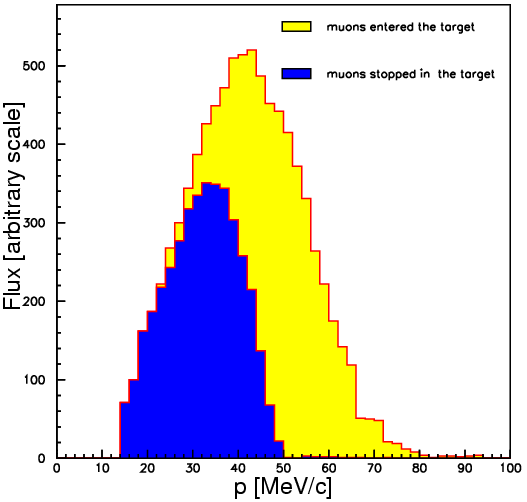 muons entered the target
muons stopped in the target
500
400
300
200
100
0
Flux [arbitrary scale]
0 10 20 30 40 50 60 70 80 90 100
p [MeV/c]